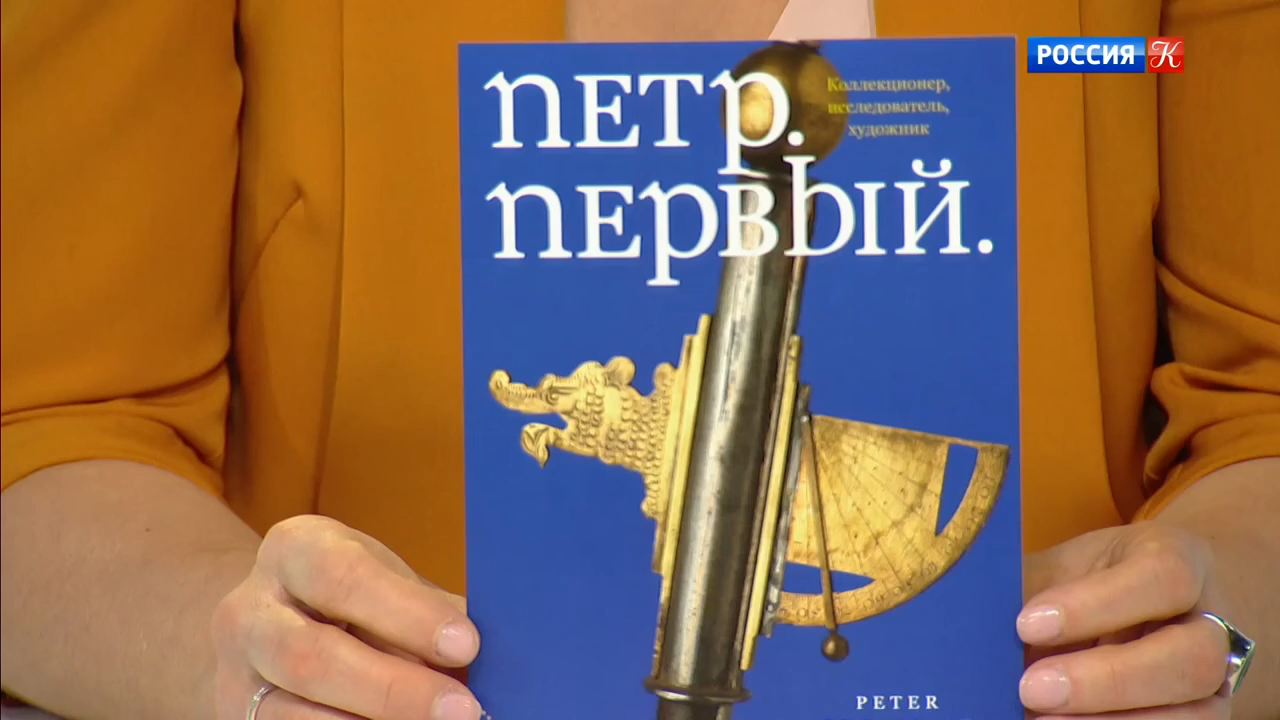 РОССИЯ К
Коллекционер,
исследователь,
художник
петр.
первый.
PETER